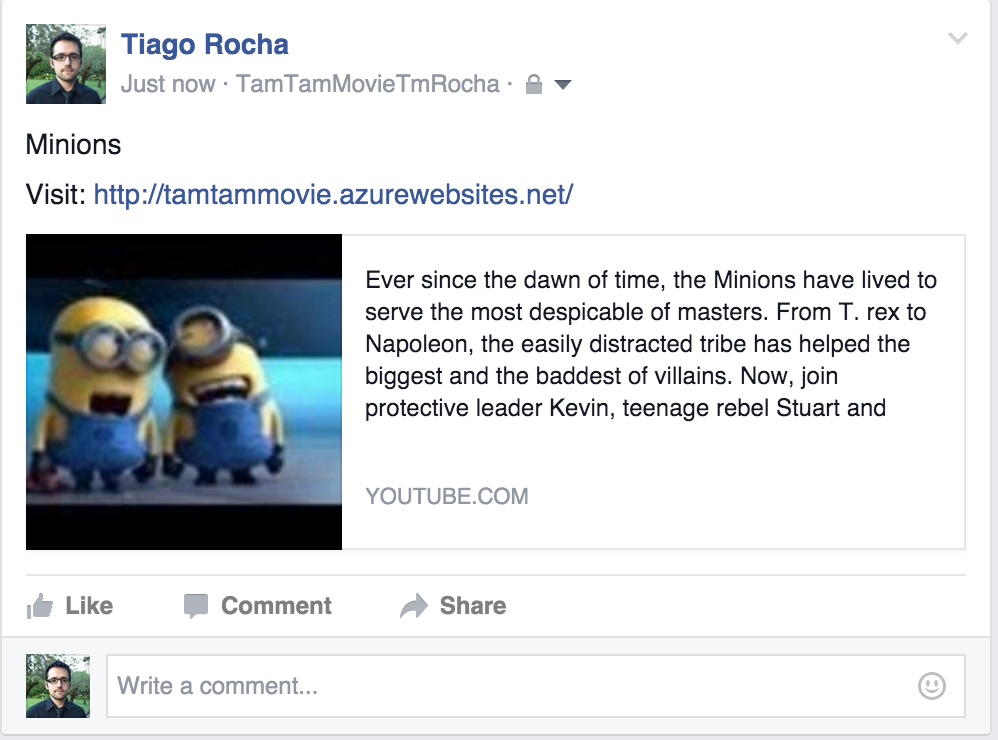 Tiago Rocha
Just now · TamTamMovieTmRocha ·
Minions
Visit: http://tamtammovie.azurewebsites.net/
Ever since the dawn of time, the Minions have lived to
serve the most despicable of masters. From T. rex to
Napoleon, the easily distracted tribe has helped the
biggest and the baddest of villains. Now, join
protective leader Kevin, teenage rebel Stuart and
YOUTUBE.COM
Like Comment Share
Write a comment...